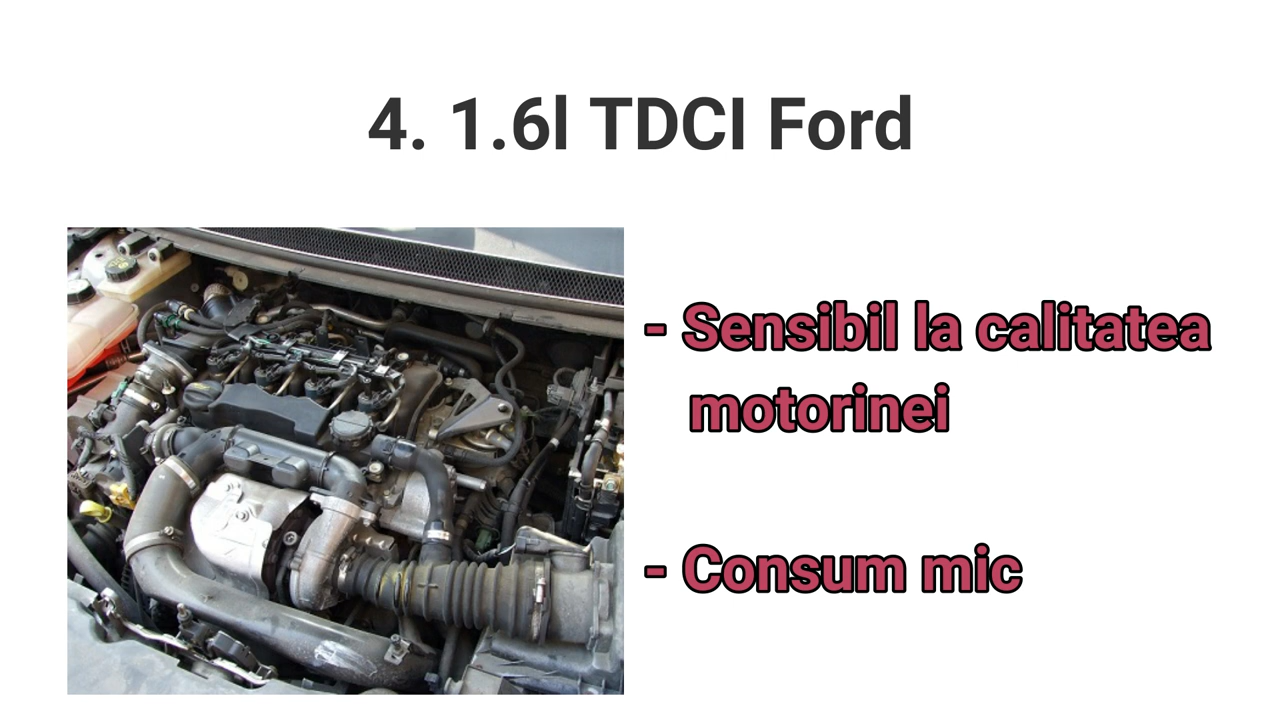 4. 1.6l TDCI Ford
- Sensibil la calitatea
motorinei
- Consum mic